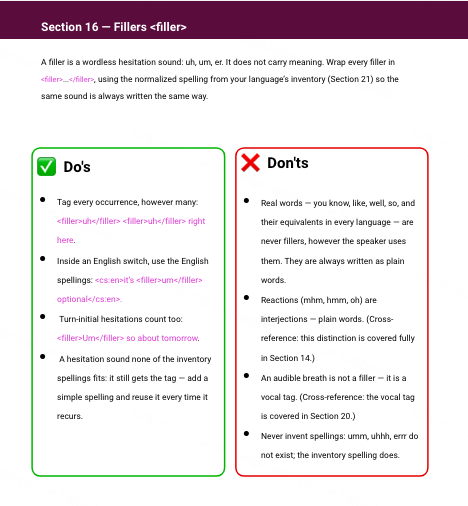 Section 16 — Fillers <filler>
A filler is a wordless hesitation sound: uh, um, er. It does not carry meaning. Wrap every filler in
<filler>...</filler>, using the normalized spelling from your language's inventory (Section 21) so the
same sound is always written the same way.
Do's
Tag every occurrence, however many:
<filler>uh</filler> <filler>uh</filler> right
here.
Inside an English switch, use the English
spellings: <cs:en>it's <filler>um</filler>
optional</cs:en>.
Turn-initial hesitations count too:
<filler>Um</filler> so about tomorrow.
A hesitation sound none of the inventory
spellings fits: it still gets the tag — add a
simple spelling and reuse it every time it
recurs.
Don'ts
Real words — you know, like, well, so, and
their equivalents in every language — are
never fillers, however the speaker uses
them. They are always written as plain
words.
Reactions (mhm, hmm, oh) are
interjections — plain words. (Cross-
reference: this distinction is covered fully
in Section 14.)
An audible breath is not a filler — it is a
vocal tag. (Cross-reference: the vocal tag
is covered in Section 20.)
Never invent spellings: umm, uhhh, errr do
not exist; the inventory spelling does.